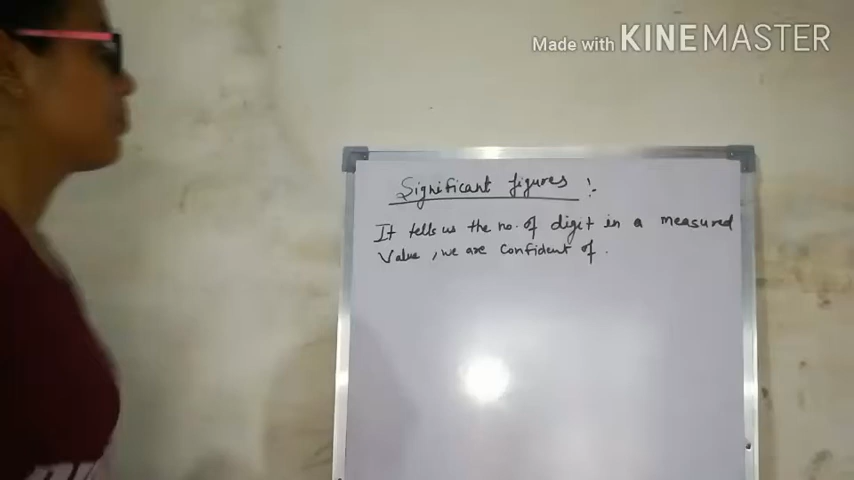 Made with KINEMASTER
Significant figures :-
It tells us the no. of digit in a measured
Value, we are confident of.